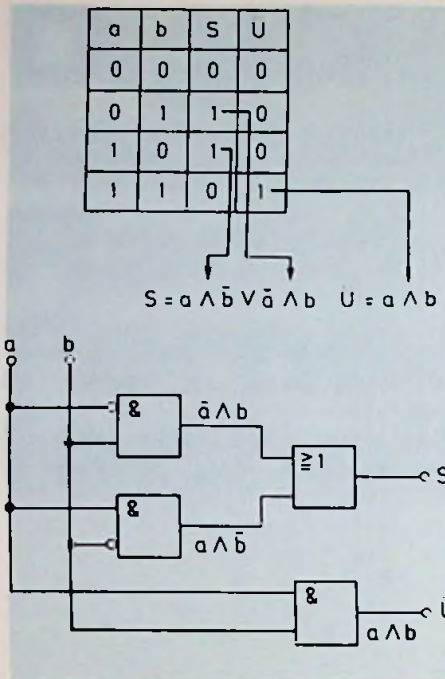 a b S Ü
0 0 0 0
0 1 1 0
1 0 1 0
1 1 0 1
S = a ∧ b̄ ∨ ā ∧ b Ü = a ∧ b
a b
& ā ∧ b
≥1 S
& a ∧ b̄
& Ü
a ∧ b